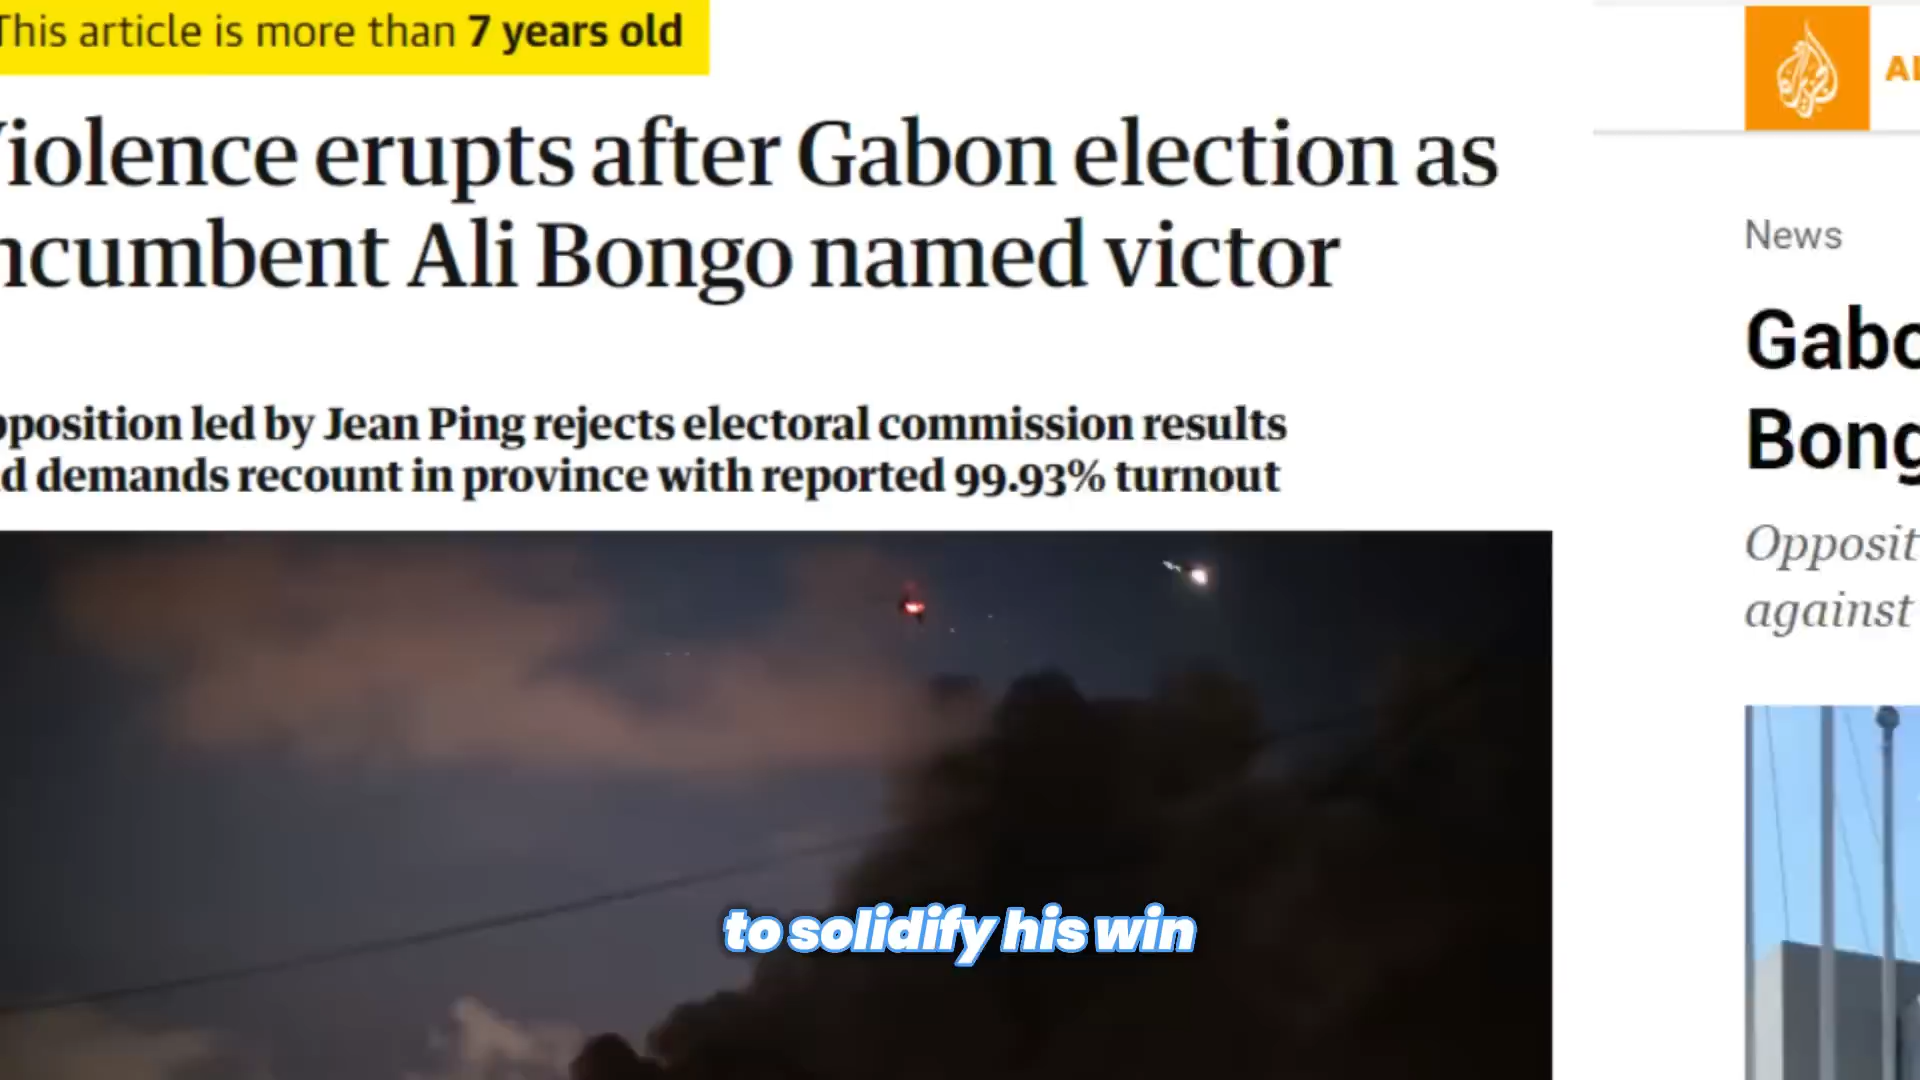 This article is more than 7 years old
Violence erupts after Gabon election as
ncumbent Ali Bongo named victor
pposition led by Jean Ping rejects electoral commission results
d demands recount in province with reported 99.93% turnout
to solidify his win
AL
News
Gabo
Bong
Opposit
against